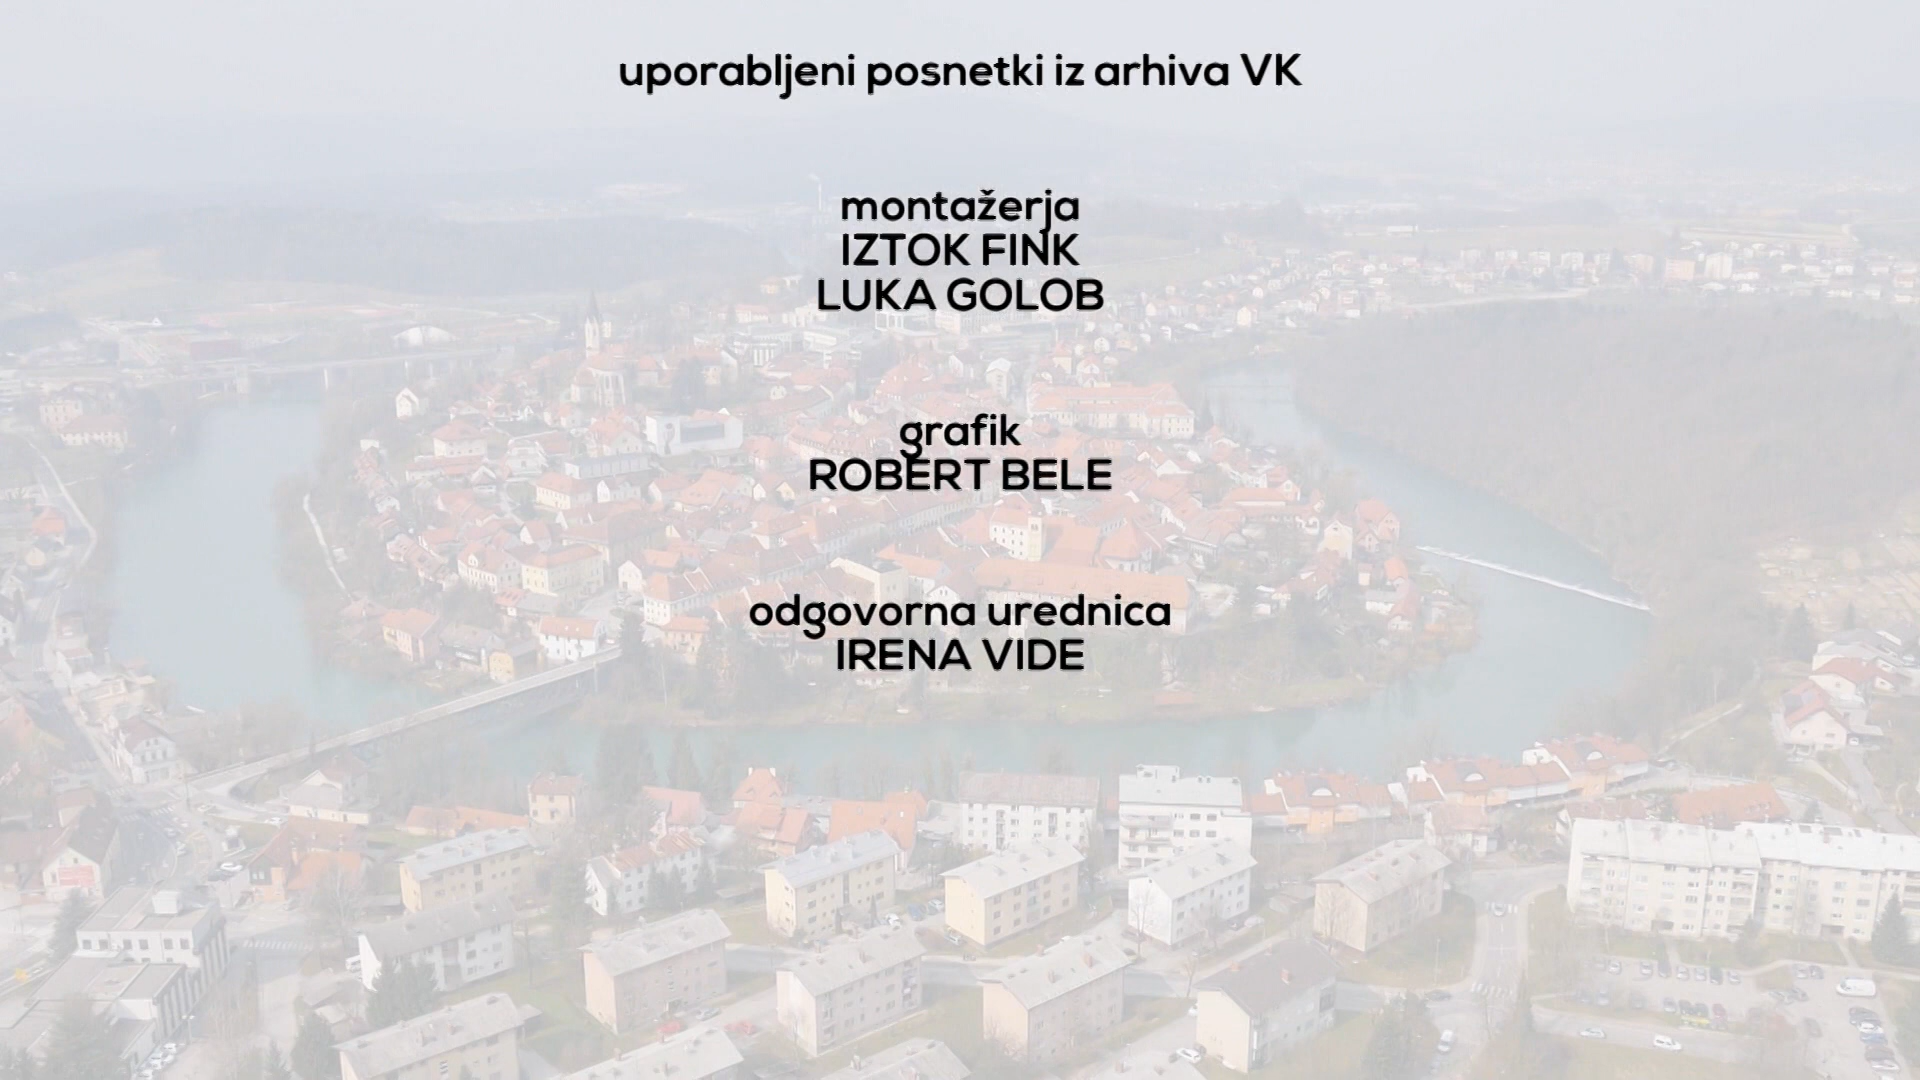 uporabljeni posnetki iz arhiva VK
montažerja
IZTOK FINK
LUKA GOLOB
grafik
ROBERT BELE
odgovorna urednica
IRENA VIDE